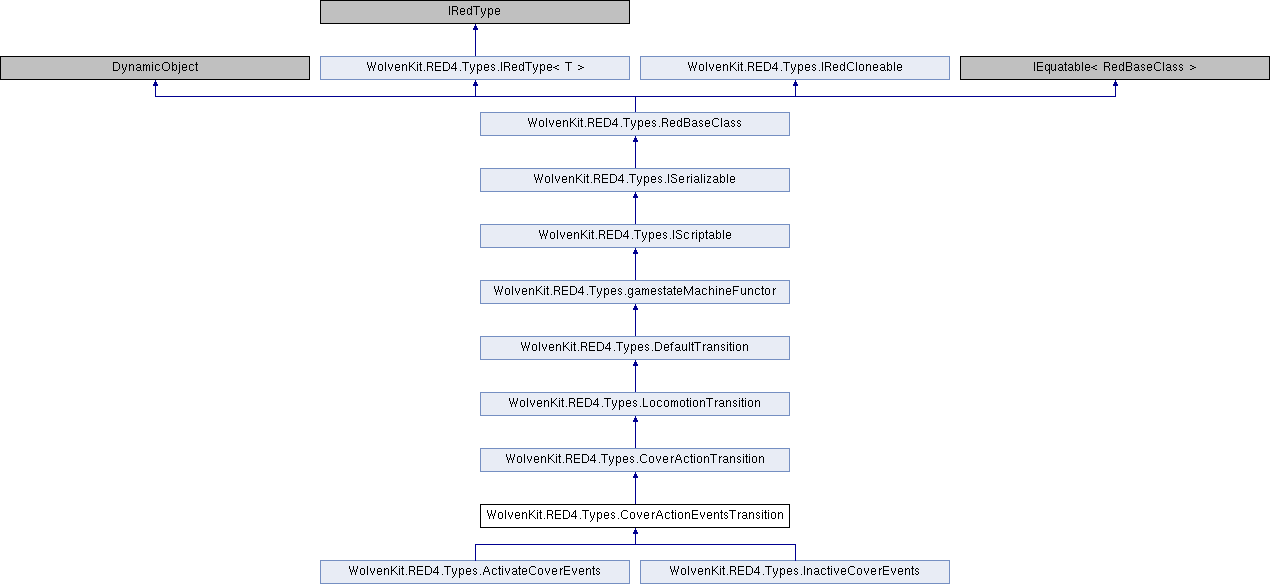 IRedType
DynamicObject
WolvenKit.RED4.Types.IRedType< T >
WolvenKit.RED4.Types.IRedCloneable
IEquatable< RedBaseClass >
WolvenKit.RED4.Types.RedBaseClass
WolvenKit.RED4.Types.ISerializable
WolvenKit.RED4.Types.IScriptable
WolvenKit.RED4.Types.gamestateMachineFunctor
WolvenKit.RED4.Types.DefaultTransition
WolvenKit.RED4.Types.LocomotionTransition
WolvenKit.RED4.Types.CoverActionTransition
WolvenKit.RED4.Types.CoverActionEventsTransition
WolvenKit.RED4.Types.ActivateCoverEvents
WolvenKit.RED4.Types.InactiveCoverEvents